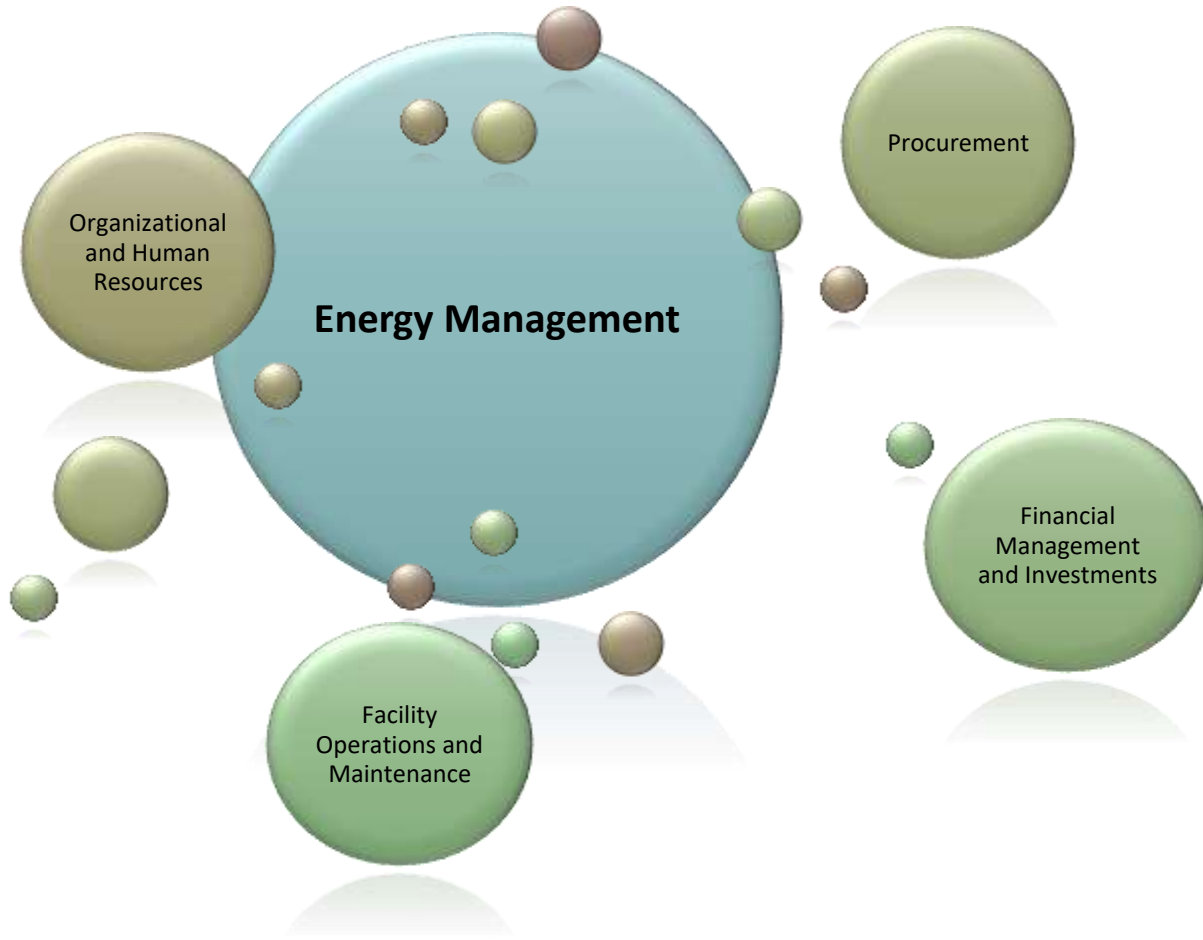 Procurement
Organizational
and Human
Resources
Energy Management
Financial
Management
and Investments
Facility
Operations and
Maintenance